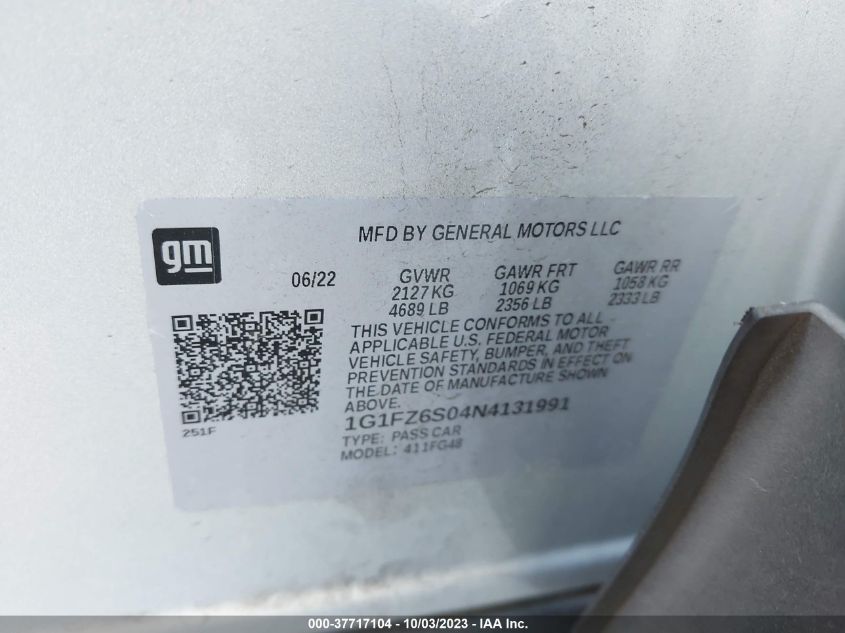 gm
MFD BY GENERAL MOTORS LLC
06/22
GVWR GAWR FRT GAWR RR
2127 KG 1069 KG 1058 KG
4689 LB 2356 LB 2333 LB
THIS VEHICLE CONFORMS TO ALL
APPLICABLE U.S. FEDERAL MOTOR
VEHICLE SAFETY, BUMPER, AND THEFT
PREVENTION STANDARDS IN EFFECT ON
THE DATE OF MANUFACTURE SHOWN
ABOVE.
251F
1G1FZ6S04N4131991
TYPE: PASS CAR
MODEL: 411FG48
000-37717104 - 10/03/2023 - IAA Inc.